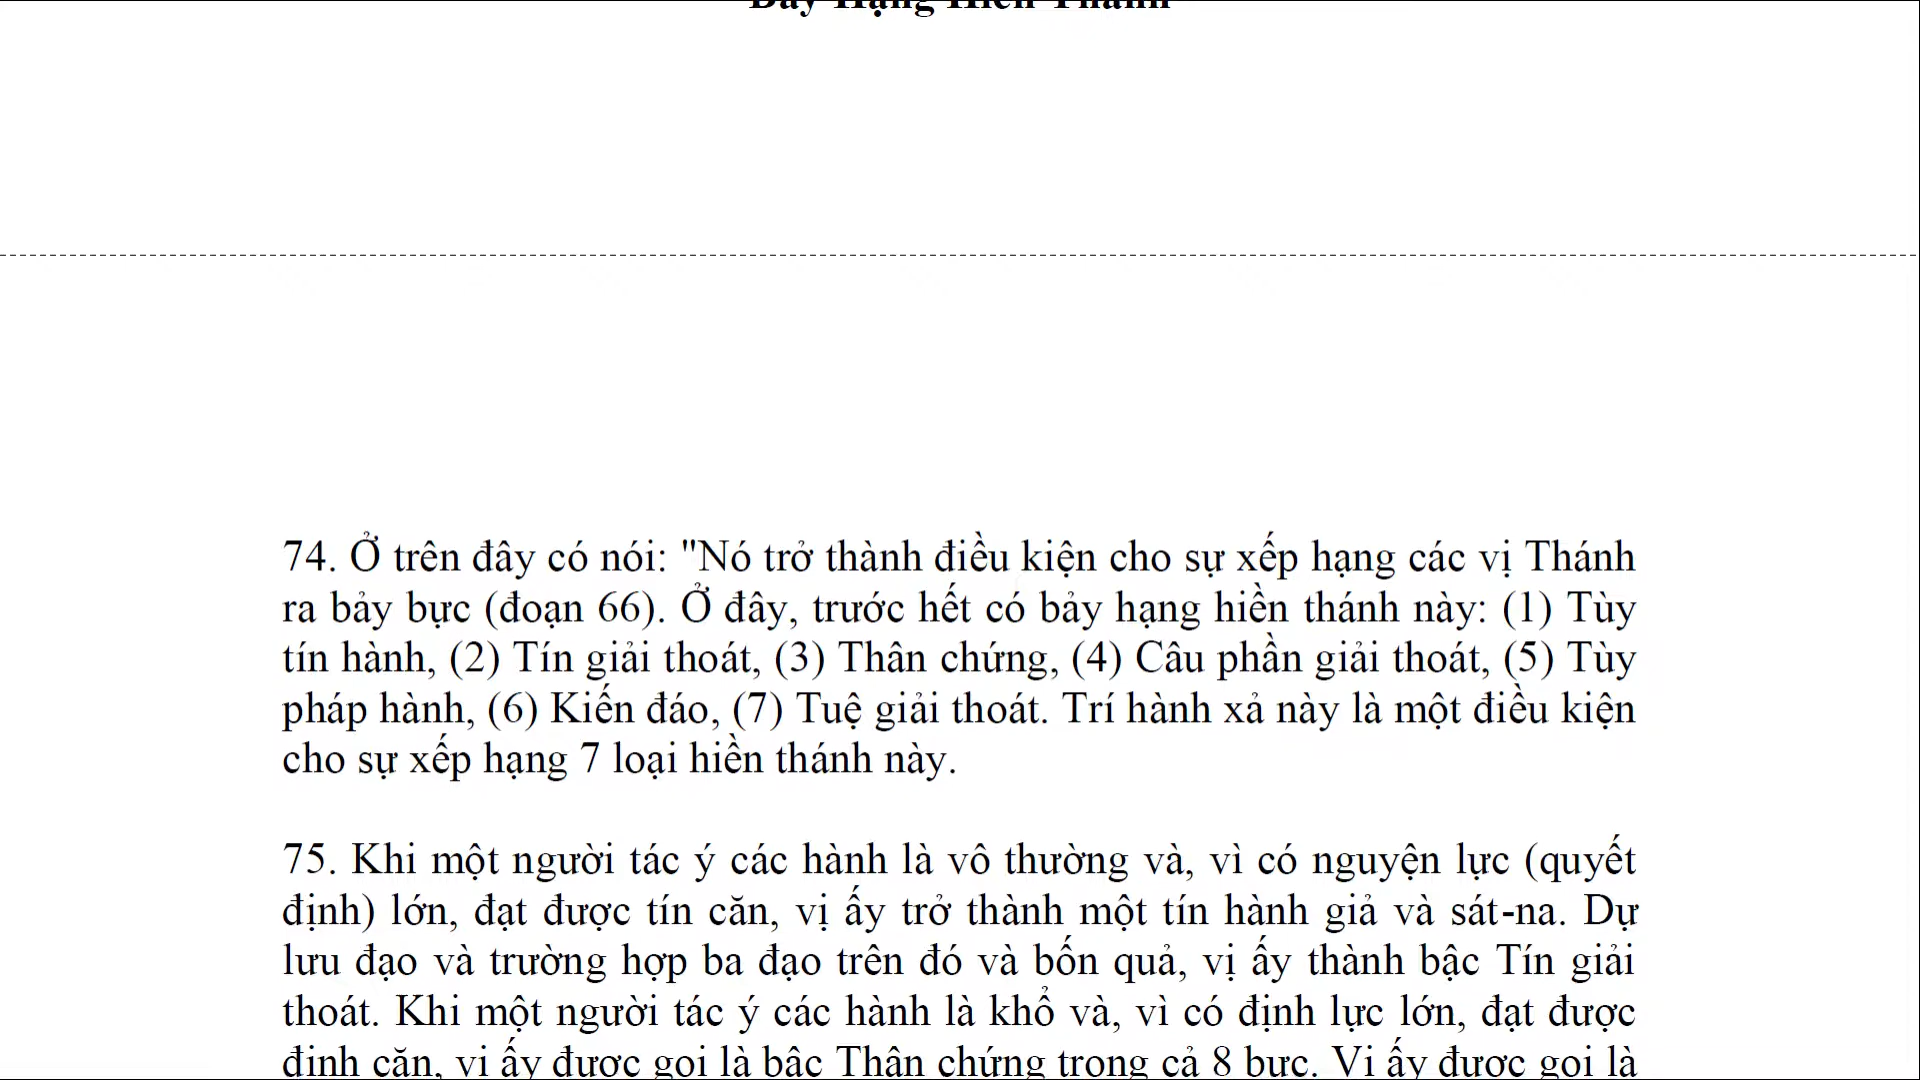 Bảy Hạng Hiền Thánh
74. Ở trên đây có nói: "Nó trở thành điều kiện cho sự xếp hạng các vị Thánh
ra bảy bực (đoạn 66). Ở đây, trước hết có bảy hạng hiền thánh này: (1) Tùy
tín hành, (2) Tín giải thoát, (3) Thân chứng, (4) Câu phần giải thoát, (5) Tùy
pháp hành, (6) Kiến đáo, (7) Tuệ giải thoát. Trí hành xả này là một điều kiện
cho sự xếp hạng 7 loại hiền thánh này.
75. Khi một người tác ý các hành là vô thường và, vì có nguyện lực (quyết
định) lớn, đạt được tín căn, vị ấy trở thành một tín hành giả và sát-na. Dự
lưu đạo và trường hợp ba đạo trên đó và bốn quả, vị ấy thành bậc Tín giải
thoát. Khi một người tác ý các hành là khổ và, vì có định lực lớn, đạt được
định căn, vị ấy được gọi là bậc Thân chứng trong cả 8 bực. Vị ấy được gọi là